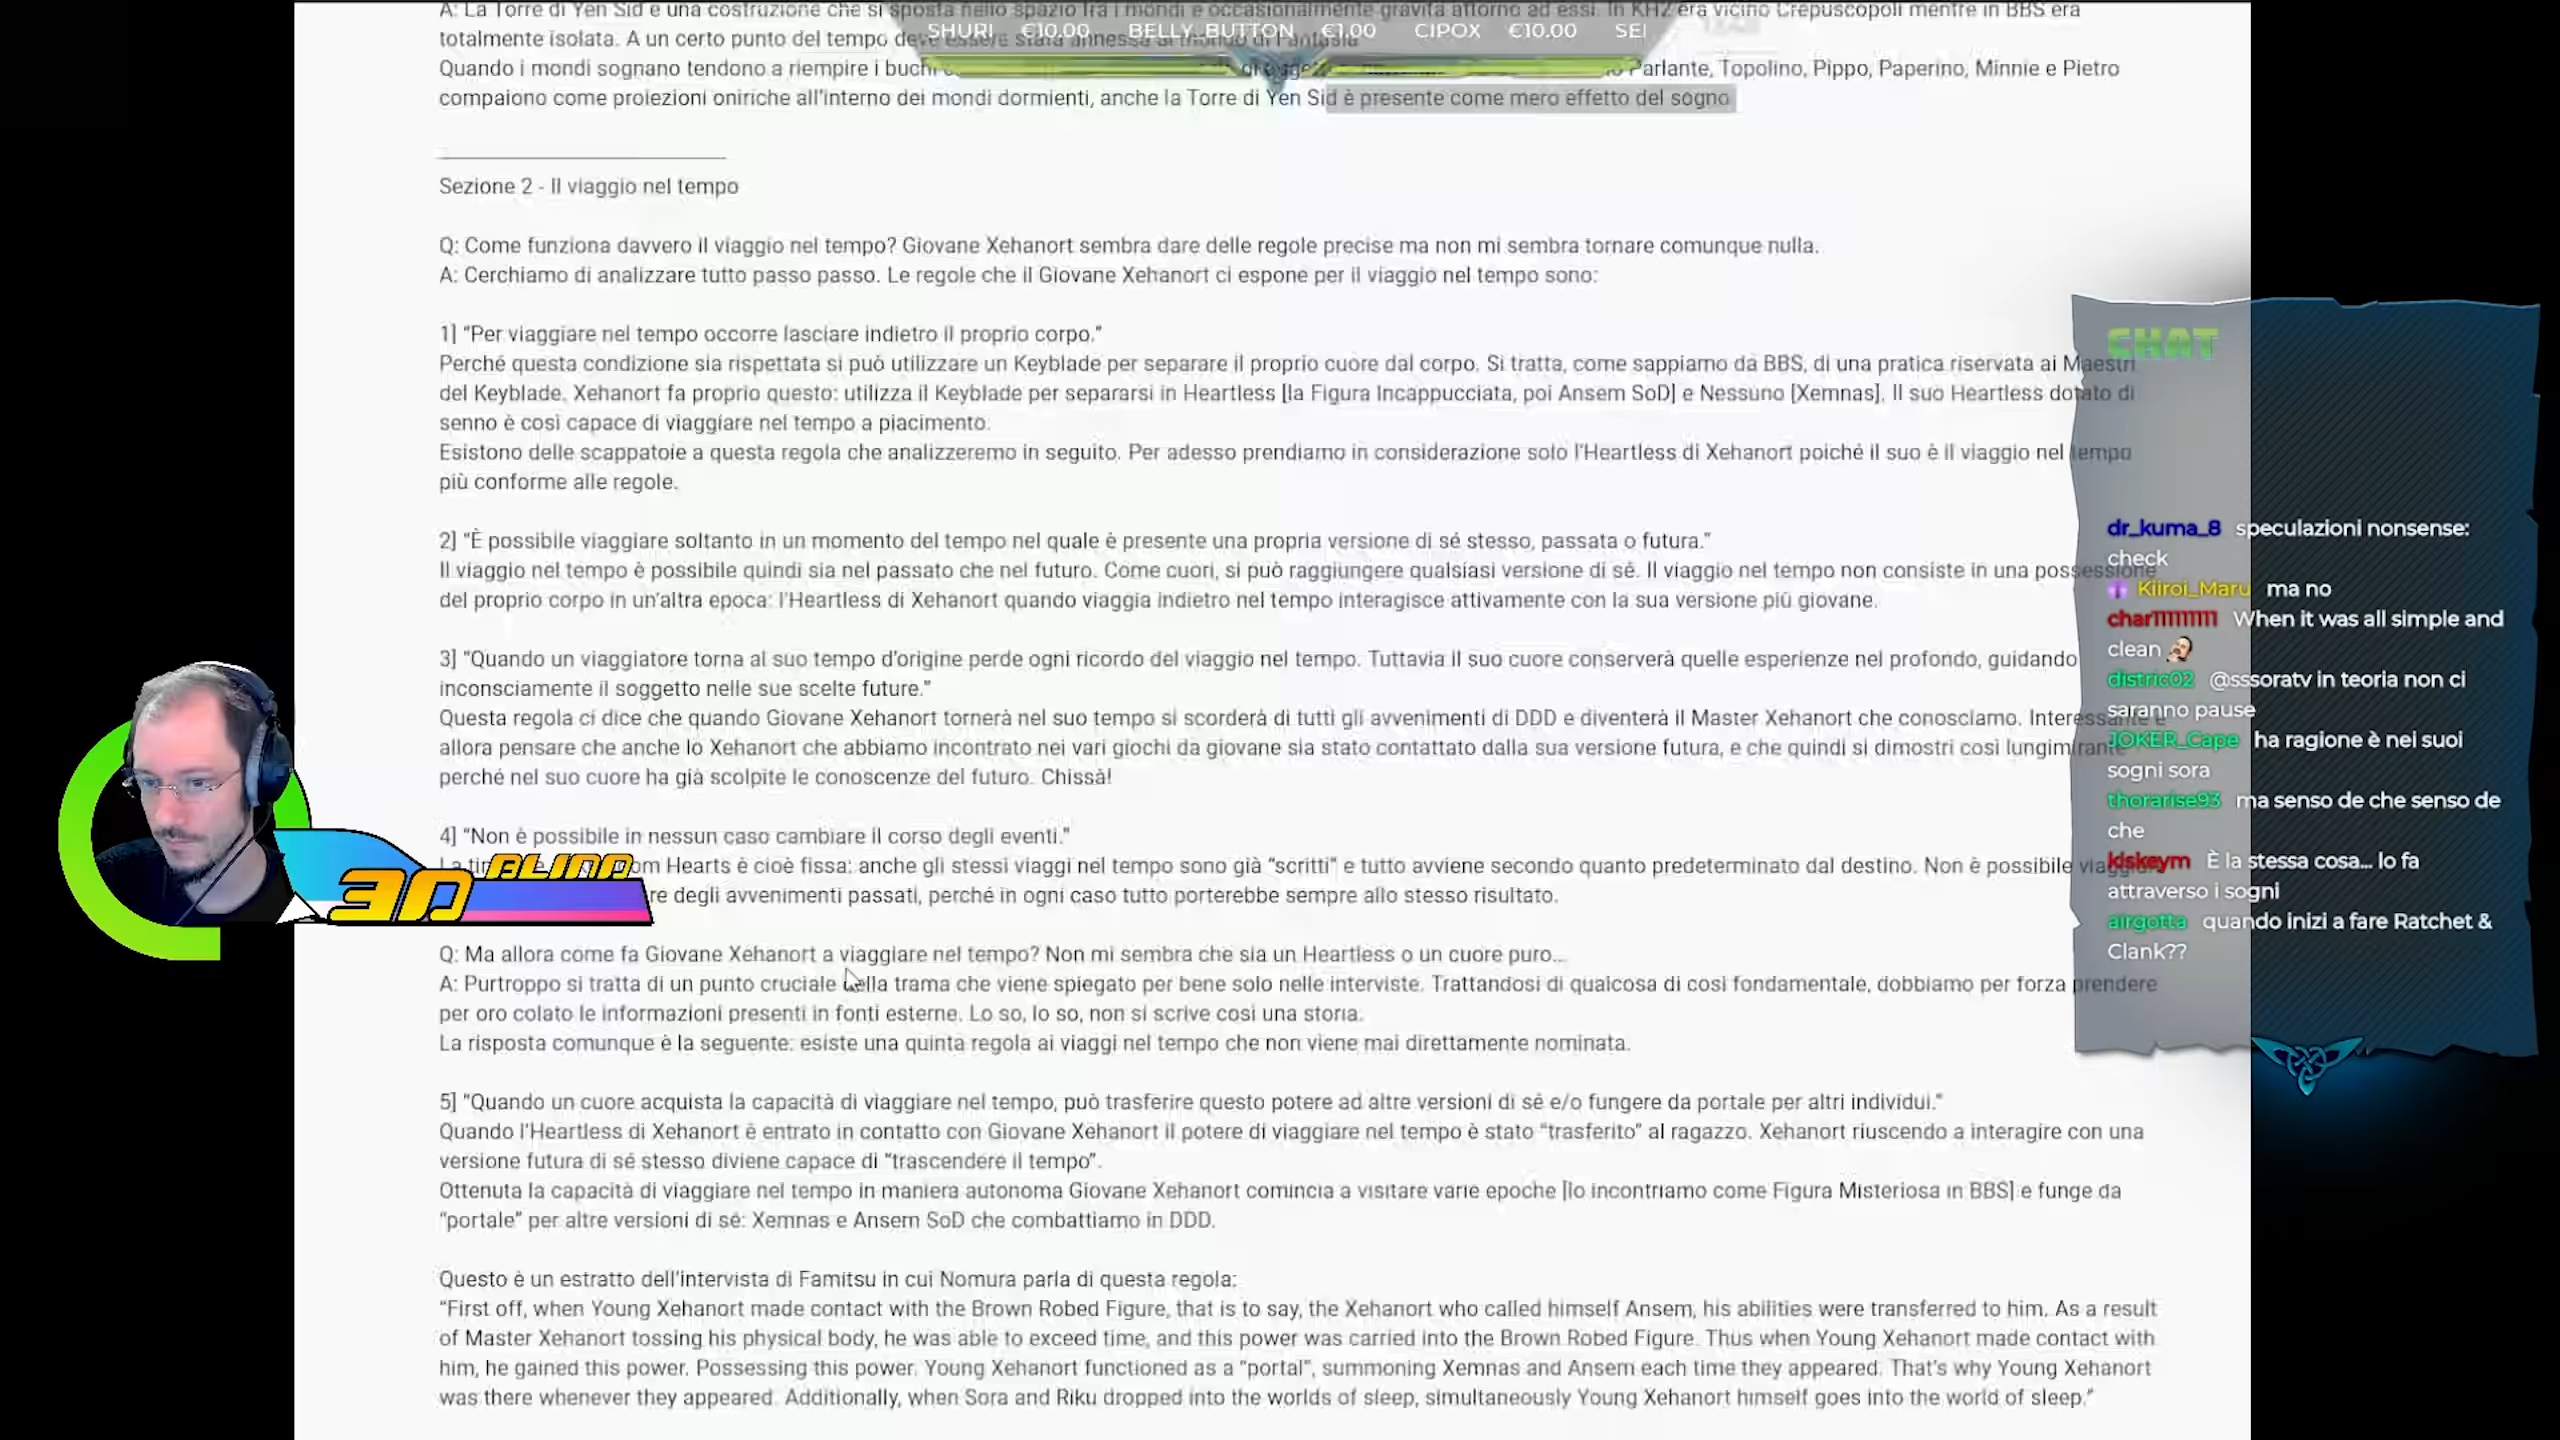 A: La Torre di Yen Sid è una costruzione che si sposta nello spazio fra i mondi e occasionalmente gravita attorno ad essi. In KH2 era vicino Crepuscopoli mentre in BBS era
totalmente isolata. A un certo punto del tempo deve essere stata annessa al mondo di Fantasia
SHURI €10.00 BELLY_BUTTON €1.00 CIPOX €10.00 SEI
Quando i mondi sognano tendono a riempire i buchi Parlante, Topolino, Pippo, Paperino, Minnie e Pietro
compaiono come proiezioni oniriche all'interno dei mondi dormienti, anche la Torre di Yen Sid è presente come mero effetto del sogno
Sezione 2 - Il viaggio nel tempo
Q: Come funziona davvero il viaggio nel tempo? Giovane Xehanort sembra dare delle regole precise ma non mi sembra tornare comunque nulla.
A: Cerchiamo di analizzare tutto passo passo. Le regole che il Giovane Xehanort ci espone per il viaggio nel tempo sono:
1] "Per viaggiare nel tempo occorre lasciare indietro il proprio corpo."
Perché questa condizione sia rispettata si può utilizzare un Keyblade per separare il proprio cuore dal corpo. Si tratta, come sappiamo da BBS, di una pratica riservata ai Maestri
del Keyblade. Xehanort fa proprio questo: utilizza il Keyblade per separarsi in Heartless [la Figura Incappucciata, poi Ansem SoD] e Nessuno [Xemnas]. Il suo Heartless dotato di
senno è così capace di viaggiare nel tempo a piacimento.
Esistono delle scappatoie a questa regola che analizzeremo in seguito. Per adesso prendiamo in considerazione solo l'Heartless di Xehanort poiché il suo è il viaggio nel tempo
più conforme alle regole.
2] "È possibile viaggiare soltanto in un momento del tempo nel quale è presente una propria versione di sé stesso, passata o futura."
Il viaggio nel tempo è possibile quindi sia nel passato che nel futuro. Come cuori, si può raggiungere qualsiasi versione di sé. Il viaggio nel tempo non consiste in una possessione
del proprio corpo in un'altra epoca: l'Heartless di Xehanort quando viaggia indietro nel tempo interagisce attivamente con la sua versione più giovane.
3] "Quando un viaggiatore torna al suo tempo d'origine perde ogni ricordo del viaggio nel tempo. Tuttavia il suo cuore conserverà quelle esperienze nel profondo, guidando
inconsciamente il soggetto nelle sue scelte future."
Questa regola ci dice che quando Giovane Xehanort tornerà nel suo tempo si scorderà di tutti gli avvenimenti di DDD e diventerà il Master Xehanort che conosciamo. Interessante è
allora pensare che anche lo Xehanort che abbiamo incontrato nei vari giochi da giovane sia stato contattato dalla sua versione futura, e che quindi si dimostri così lungimirante
perché nel suo cuore ha già scolpite le conoscenze del futuro. Chissà!
4] "Non è possibile in nessun caso cambiare il corso degli eventi."
La om Hearts è cioè fissa: anche gli stessi viaggi nel tempo sono già "scritti" e tutto avviene secondo quanto predeterminato dal destino. Non è possibile
re degli avvenimenti passati, perché in ogni caso tutto porterebbe sempre allo stesso risultato.
Q: Ma allora come fa Giovane Xehanort a viaggiare nel tempo? Non mi sembra che sia un Heartless o un cuore puro...
A: Purtroppo si tratta di un punto cruciale della trama che viene spiegato per bene solo nelle interviste. Trattandosi di qualcosa di così fondamentale, dobbiamo per forza prendere
per oro colato le informazioni presenti in fonti esterne. Lo so, lo so, non si scrive così una storia.
La risposta comunque è la seguente: esiste una quinta regola ai viaggi nel tempo che non viene mai direttamente nominata.
5] "Quando un cuore acquista la capacità di viaggiare nel tempo, può trasferire questo potere ad altre versioni di sé e/o fungere da portale per altri individui."
Quando l'Heartless di Xehanort è entrato in contatto con Giovane Xehanort il potere di viaggiare nel tempo è stato "trasferito" al ragazzo. Xehanort riuscendo a interagire con una
versione futura di sé stesso diviene capace di "trascendere il tempo".
Ottenuta la capacità di viaggiare nel tempo in maniera autonoma Giovane Xehanort comincia a visitare varie epoche [lo incontriamo come Figura Misteriosa in BBS] e funge da
"portale" per altre versioni di sé: Xemnas e Ansem SoD che combattiamo in DDD.
Questo è un estratto dell'intervista di Famitsu in cui Nomura parla di questa regola:
"First off, when Young Xehanort made contact with the Brown Robed Figure, that is to say, the Xehanort who called himself Ansem, his abilities were transferred to him. As a result
of Master Xehanort tossing his physical body, he was able to exceed time, and this power was carried into the Brown Robed Figure. Thus when Young Xehanort made contact with
him, he gained this power. Possessing this power, Young Xehanort functioned as a "portal", summoning Xemnas and Ansem each time they appeared. That's why Young Xehanort
was there whenever they appeared. Additionally, when Sora and Riku dropped into the worlds of sleep, simultaneously Young Xehanort himself goes into the world of sleep."
BLIND
3D
CHAT
dr_kuma_8 speculazioni nonsense:
check
Kiiroi_Maru ma no
char1111111111 When it was all simple and
clean
distric02 @sssoratv in teoria non ci
saranno pause
JOKER_Cape ha ragione è nei suoi
sogni sora
thorarise93 ma senso de che senso de
che
kiskeym È la stessa cosa... lo fa
attraverso i sogni
airgotta quando inizi a fare Ratchet &
Clank??